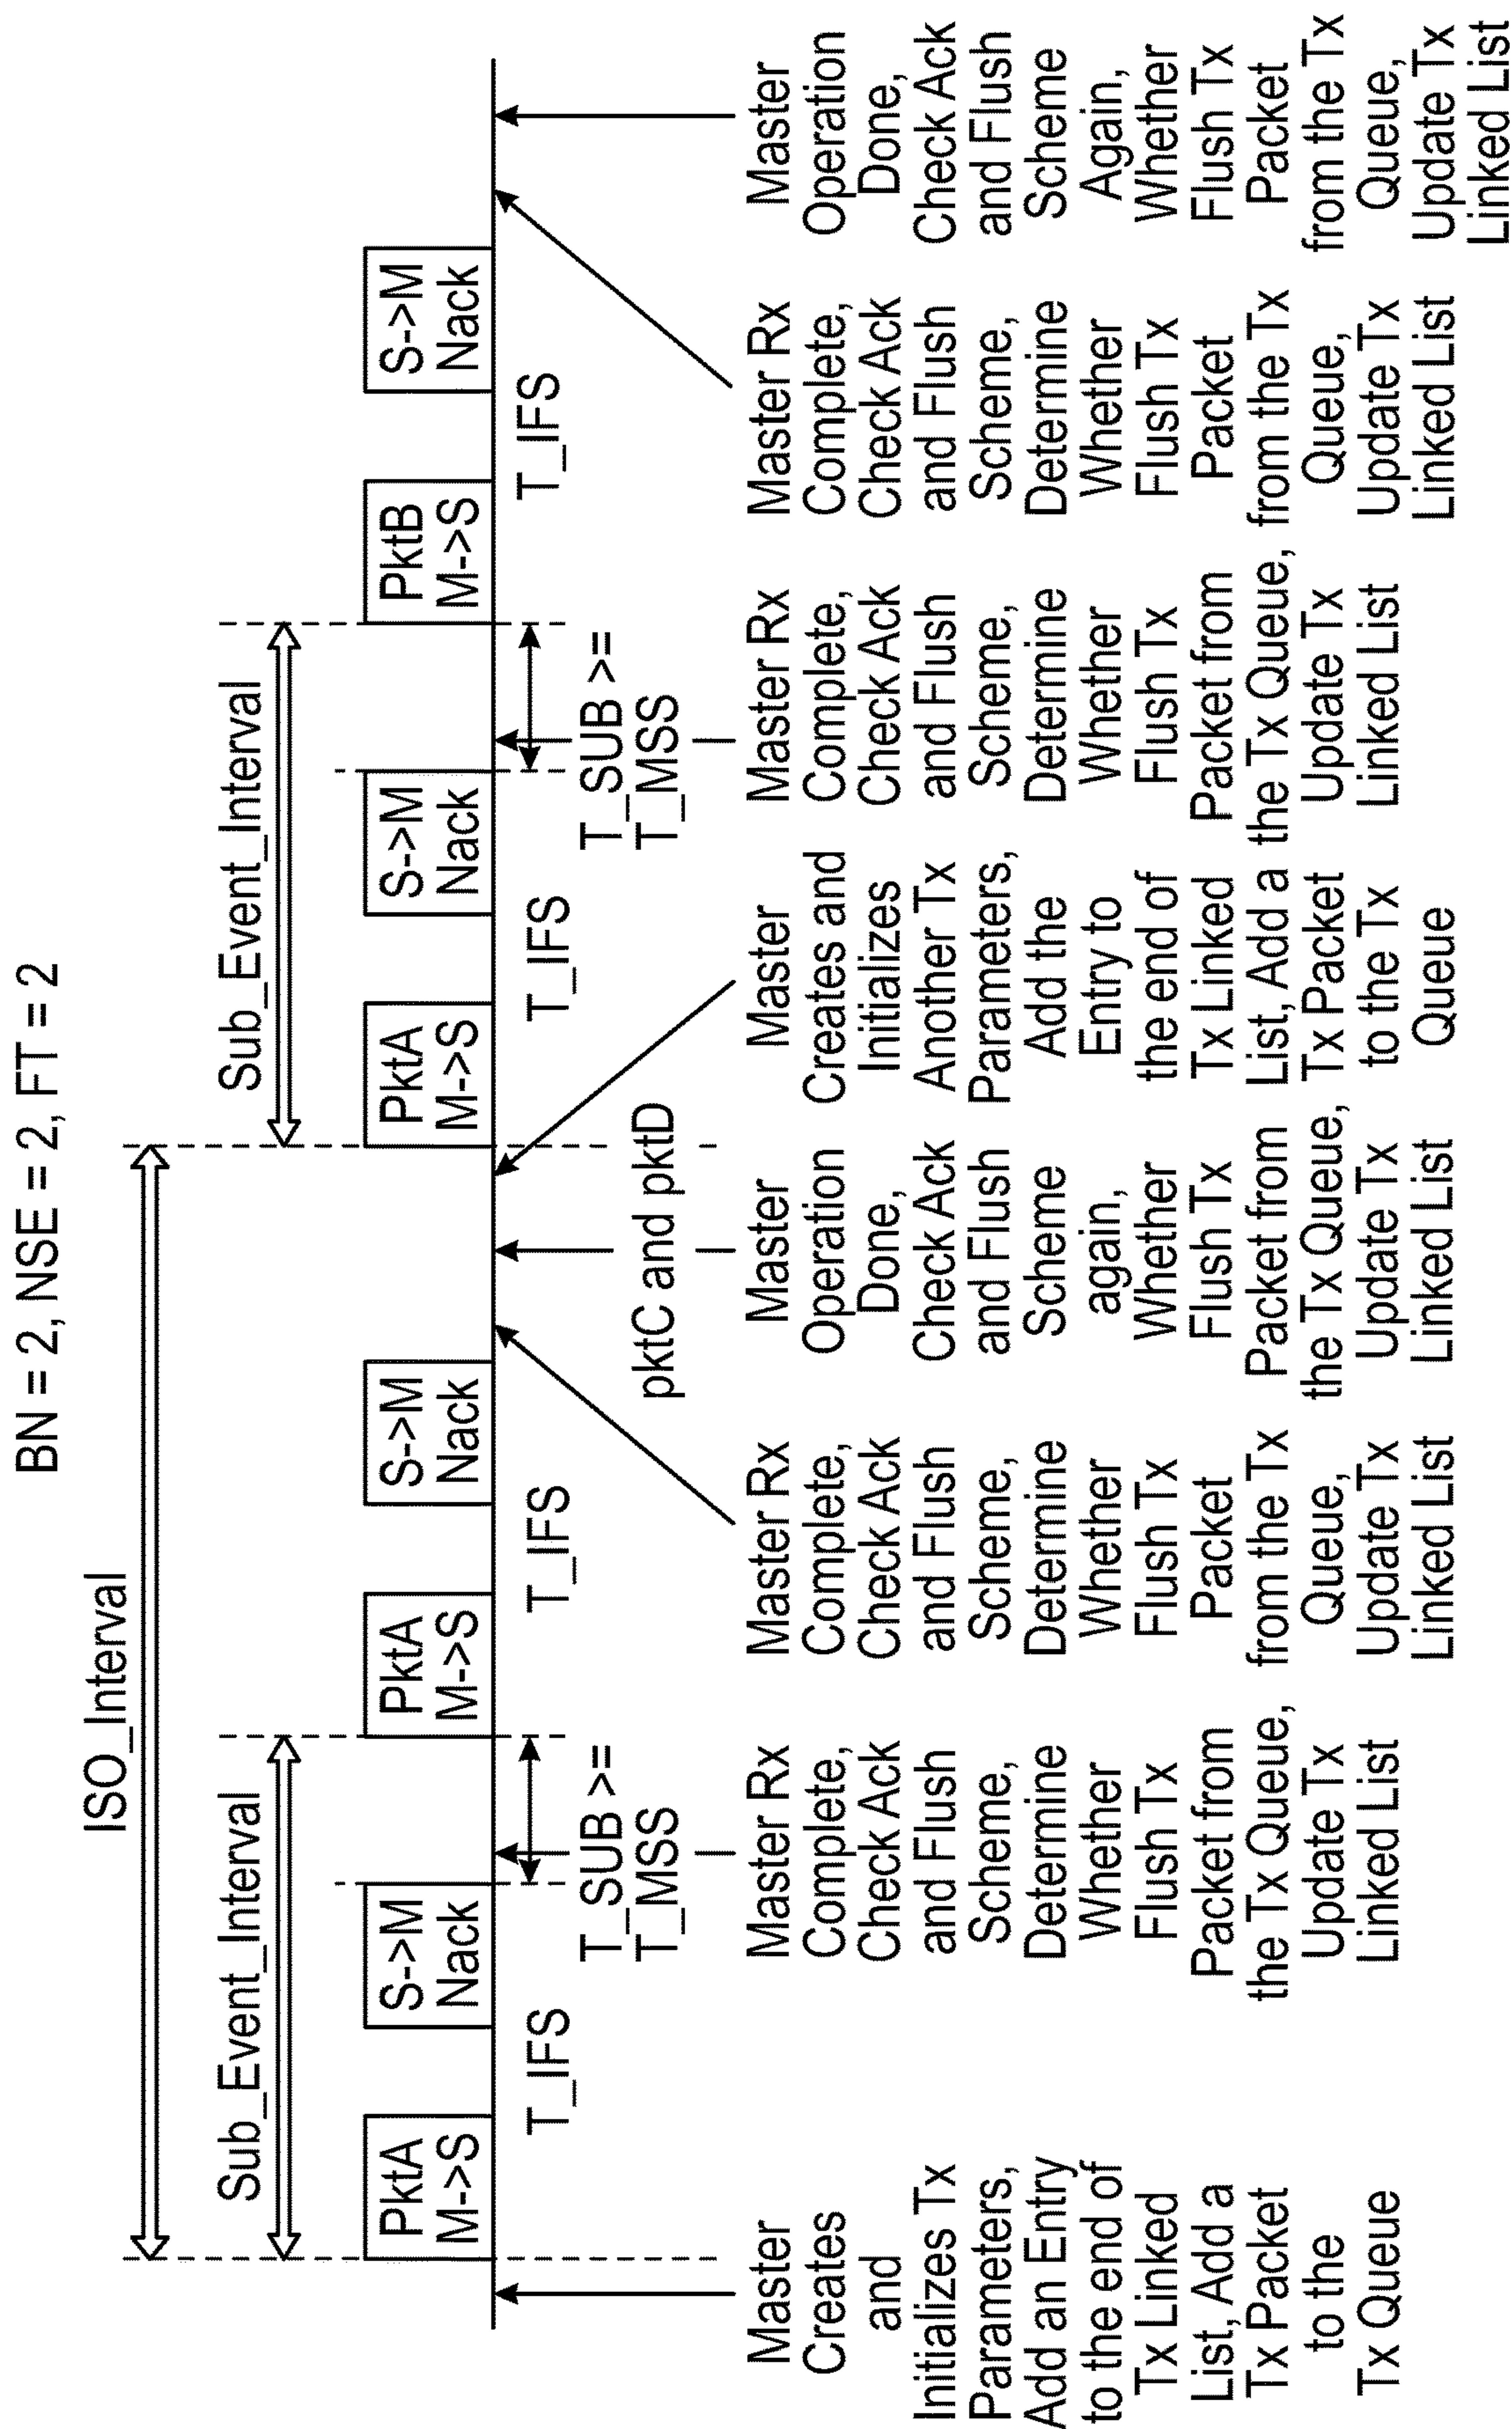 BN = 2, NSE = 2, FT = 2
ISO_Interval
Sub_Event_Interval
Sub_Event_Interval
PktA
M->S
S->M
Nack
PktA
M->S
S->M
Nack
PktA
M->S
S->M
Nack
PktB
M->S
S->M
Nack
T_IFS
T_SUB >=
T_MSS
T_IFS
pktC and pktD
T_IFS
T_SUB >=
T_MSS
T_IFS
Master
Creates
and
Initializes Tx
Parameters,
Add an Entry
to the end of
Tx Linked
List, Add a
Tx Packet
to the
Tx Queue
Master Rx
Complete,
Check Ack
and Flush
Scheme,
Determine
Whether
Flush Tx
Packet from
the Tx Queue,
Update Tx
Linked List
Master Rx
Complete,
Check Ack
and Flush
Scheme,
Determine
Whether
Flush Tx
Packet
from the Tx
Queue,
Update Tx
Linked List
Master
Operation
Done,
Check Ack
and Flush
Scheme
again,
Whether
Flush Tx
Packet from
the Tx Queue,
Update Tx
Linked List
Master
Creates and
Initializes
Another Tx
Parameters,
Add the
Entry to
the end of
Tx Linked
List, Add a
Tx Packet
to the Tx
Queue
Master Rx
Complete,
Check Ack
and Flush
Scheme,
Determine
Whether
Flush Tx
Packet from
the Tx Queue,
Update Tx
Linked List
Master Rx
Complete,
Check Ack
and Flush
Scheme,
Determine
Whether
Flush Tx
Packet
from the Tx
Queue,
Update Tx
Linked List
Master
Operation
Done,
Check Ack
and Flush
Scheme
Again,
Whether
Flush Tx
Packet
from the Tx
Queue,
Update Tx
Linked List